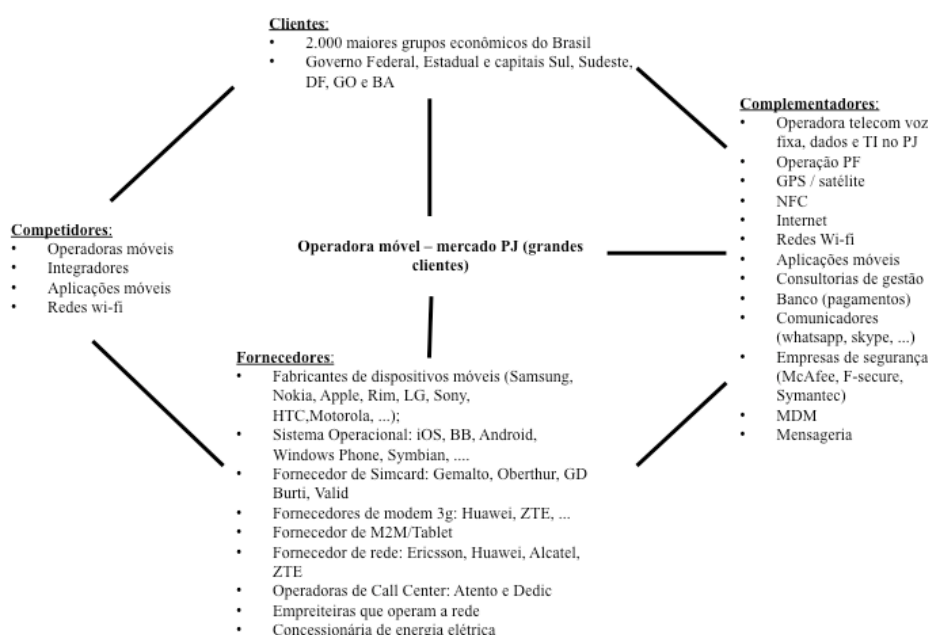 Clientes:
• 2.000 maiores grupos econômicos do Brasil
• Governo Federal, Estadual e capitais Sul, Sudeste,
DF, GO e BA
Complementadores:
• Operadora telecom voz
fixa, dados e TI no PJ
• Operação PF
• GPS / satélite
• NFC
• Internet
• Redes Wi-fi
• Aplicações móveis
• Consultorias de gestão
• Banco (pagamentos)
• Comunicadores
(whatsapp, skype, ...)
• Empresas de segurança
(McAfee, F-secure,
Symantec)
• MDM
• Mensageria
Competidores:
• Operadoras móveis
• Integradores
• Aplicações móveis
• Redes wi-fi
Operadora móvel – mercado PJ (grandes
clientes)
Fornecedores:
• Fabricantes de dispositivos móveis (Samsung,
Nokia, Apple, Rim, LG, Sony,
HTC,Motorola, ...);
• Sistema Operacional: iOS, BB, Android,
Windows Phone, Symbian, ....
• Fornecedor de Simcard: Gemalto, Oberthur, GD
Burti, Valid
• Fornecedores de modem 3g: Huawei, ZTE, ...
• Fornecedor de M2M/Tablet
• Fornecedor de rede: Ericsson, Huawei, Alcatel,
ZTE
• Operadoras de Call Center: Atento e Dedic
• Empreiteiras que operam a rede
• Concessionária de energia elétrica